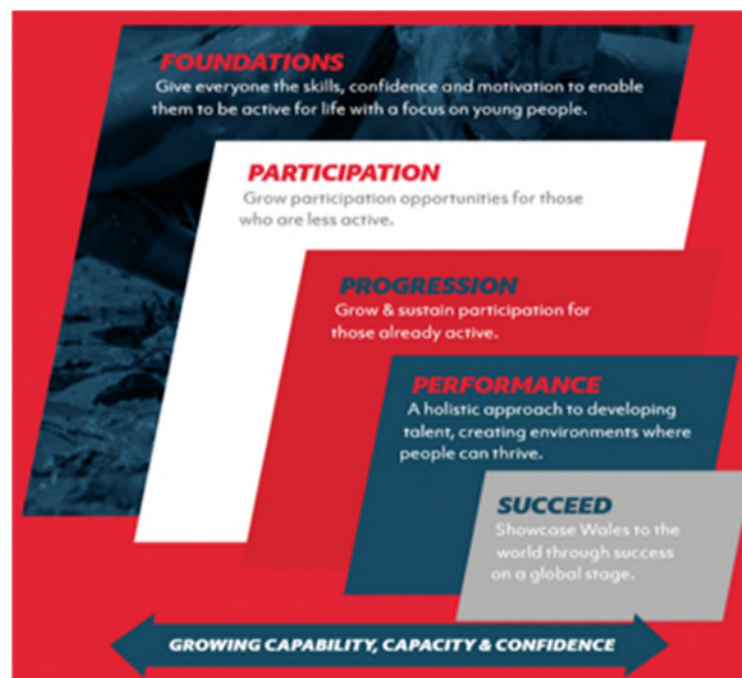 FOUNDATIONS
Give everyone the skills, confidence and motivation to enable
them to be active for life with a focus on young people.
PARTICIPATION
Grow participation opportunities for those
who are less active.
PROGRESSION
Grow & sustain participation for
those already active.
PERFORMANCE
A holistic approach to developing
talent, creating environments where
people can thrive.
SUCCEED
Showcase Wales to the
world through success
on a global stage.
GROWING CAPABILITY, CAPACITY & CONFIDENCE